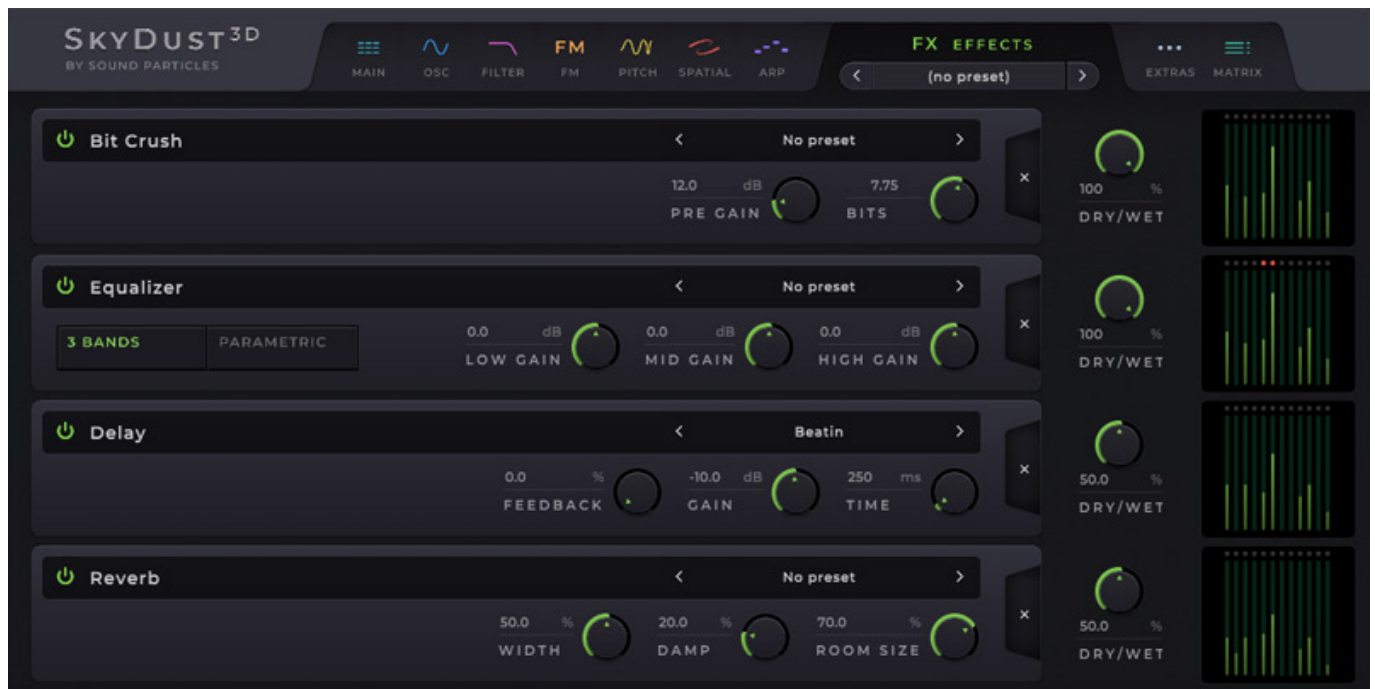 SKYDUST3D
BY SOUND PARTICLES
MAIN
OSC
FILTER
FM
FM
PITCH
SPATIAL
ARP
FX EFFECTS
< (no preset) >
EXTRAS
MATRIX
Bit Crush
< No preset >
12.0 dB
PRE GAIN
7.75
BITS
×
100 %
DRY/WET
Equalizer
< No preset >
3 BANDS
PARAMETRIC
0.0 dB
LOW GAIN
0.0 dB
MID GAIN
0.0 dB
HIGH GAIN
×
100 %
DRY/WET
Delay
< Beatin >
0.0 %
FEEDBACK
-10.0 dB
GAIN
250 ms
TIME
×
50.0 %
DRY/WET
Reverb
< No preset >
50.0 %
WIDTH
20.0 %
DAMP
70.0 %
ROOM SIZE
×
50.0 %
DRY/WET